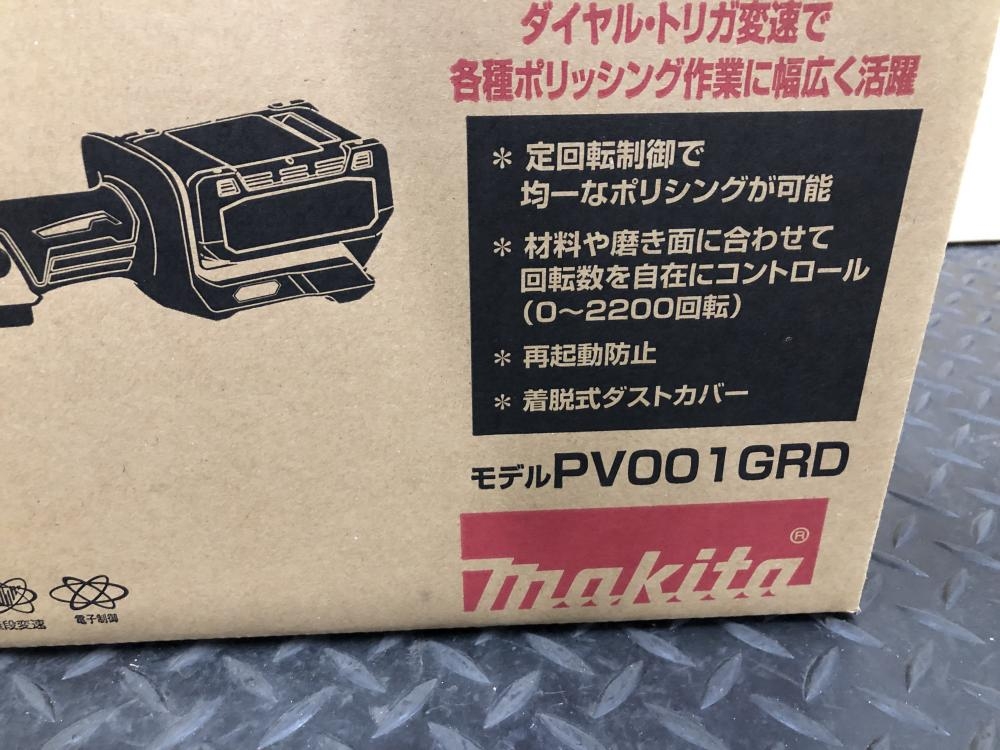 ダイヤル・トリガ変速で
各種ポリッシング作業に幅広く活躍
＊ 定回転制御で
均一なポリシングが可能
＊ 材料や磨き面に合わせて
回転数を自在にコントロール
（0～2200回転）
＊ 再起動防止
＊ 着脱式ダストカバー
モデルPV001GRD
makita®
段変速
電子制御